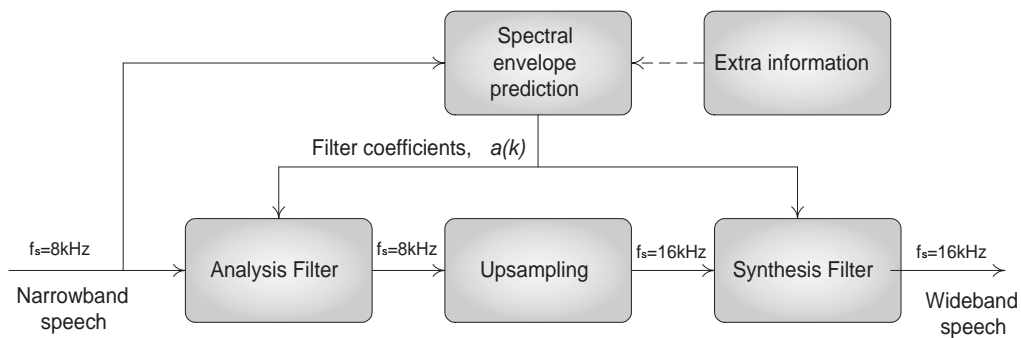 Spectral
envelope
prediction
Extra information
Filter coefficients, a(k)
fs=8kHz
Analysis Filter
fs=8kHz
Upsampling
fs=16kHz
Synthesis Filter
fs=16kHz
Narrowband
speech
Wideband
speech